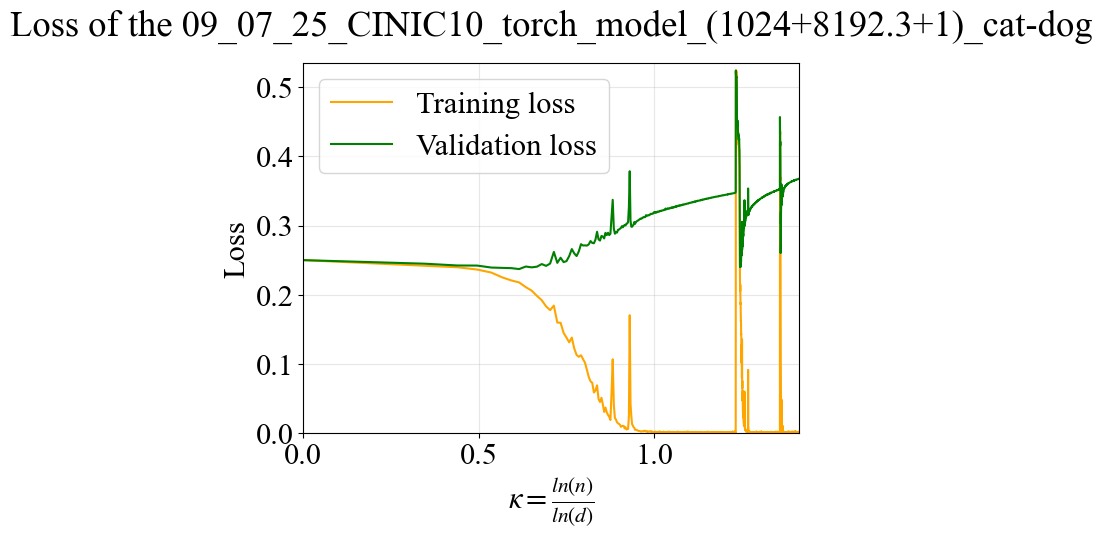 Loss of the 09_07_25_CINIC10_torch_model_(1024+8192.3+1)_cat-dog
0.5
0.4
0.3
0.2
0.1
0.0
Loss
Training loss
Validation loss
0.0 0.5 1.0
κ = ln(n)/ln(d)